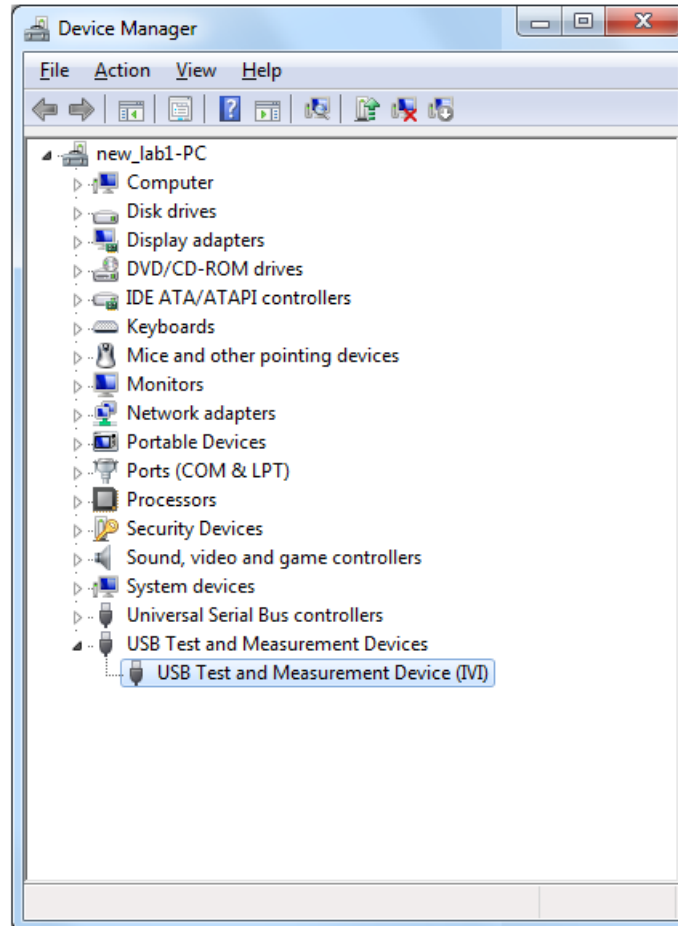 Device Manager
File Action View Help
new_lab1-PC
Computer
Disk drives
Display adapters
DVD/CD-ROM drives
IDE ATA/ATAPI controllers
Keyboards
Mice and other pointing devices
Monitors
Network adapters
Portable Devices
Ports (COM & LPT)
Processors
Security Devices
Sound, video and game controllers
System devices
Universal Serial Bus controllers
USB Test and Measurement Devices
USB Test and Measurement Device (IVI)